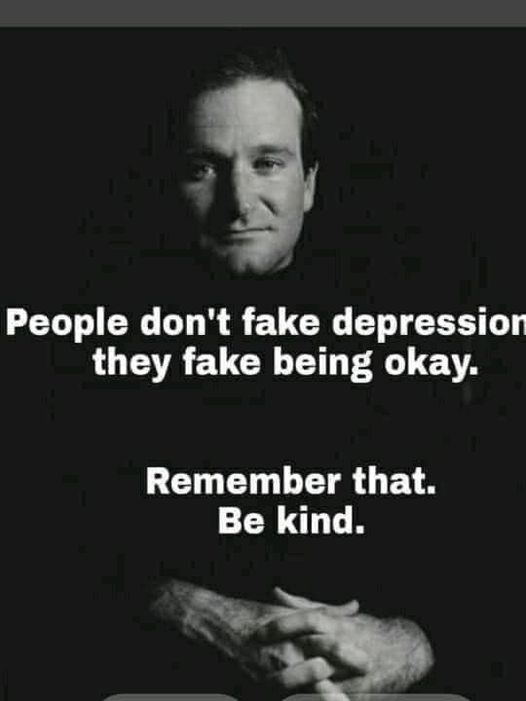 People don't fake depression
they fake being okay.
Remember that.
Be kind.